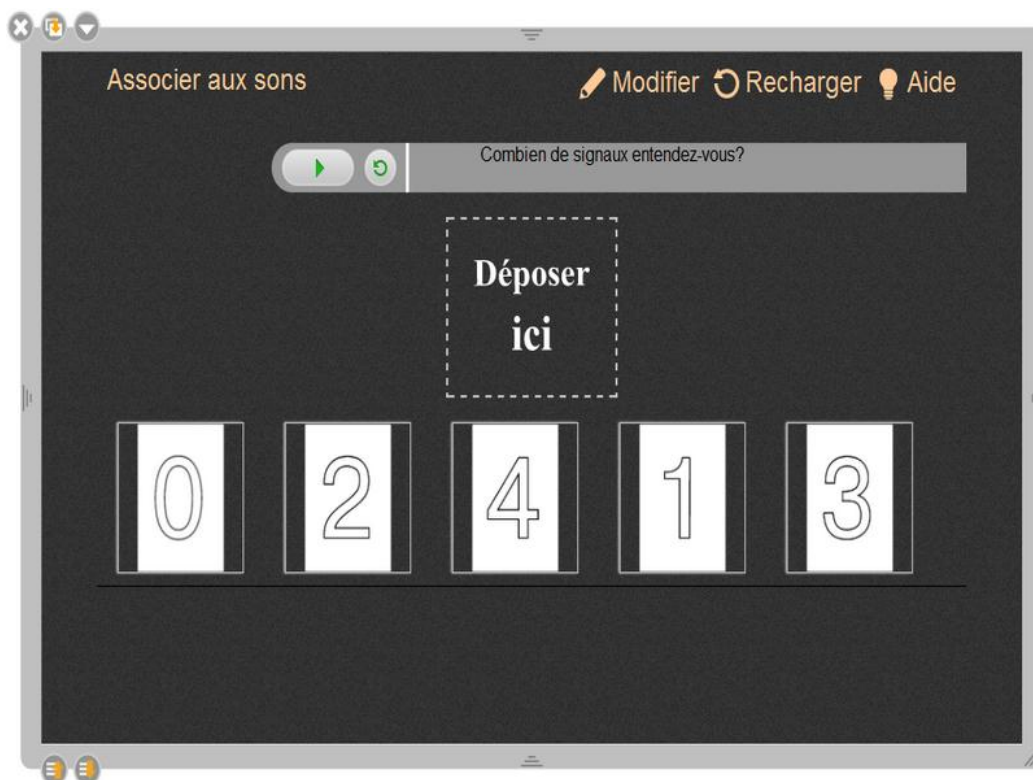 Associer aux sons
Modifier Recharger Aide
Combien de signaux entendez-vous?
Déposer
ici
0 2 4 1 3